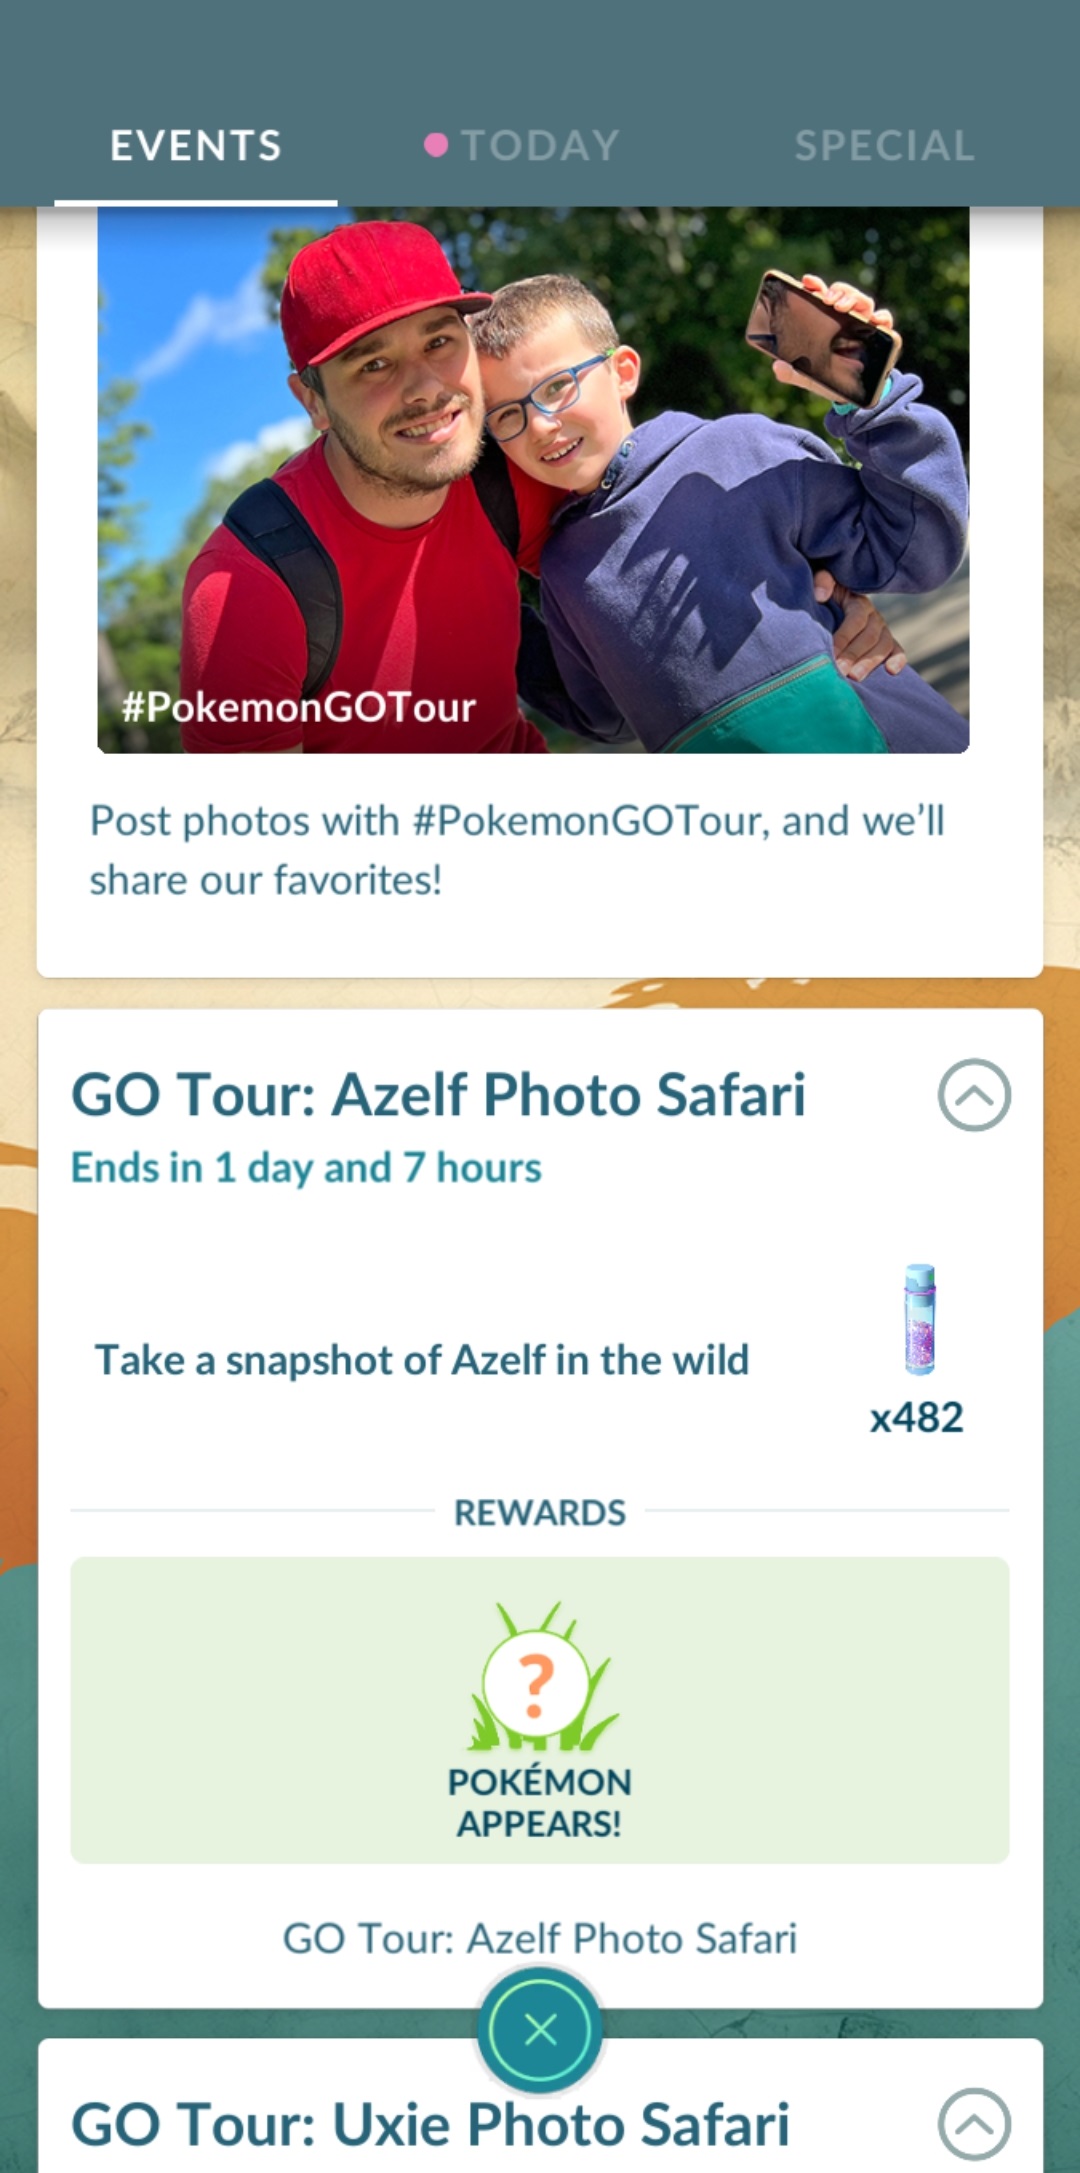 EVENTS
TODAY
SPECIAL
#PokemonGOTour
Post photos with #PokemonGOTour, and we’ll
share our favorites!
GO Tour: Azelf Photo Safari
Ends in 1 day and 7 hours
Take a snapshot of Azelf in the wild
x482
REWARDS
?
POKÉMON
APPEARS!
GO Tour: Azelf Photo Safari
GO Tour: Uxie Photo Safari